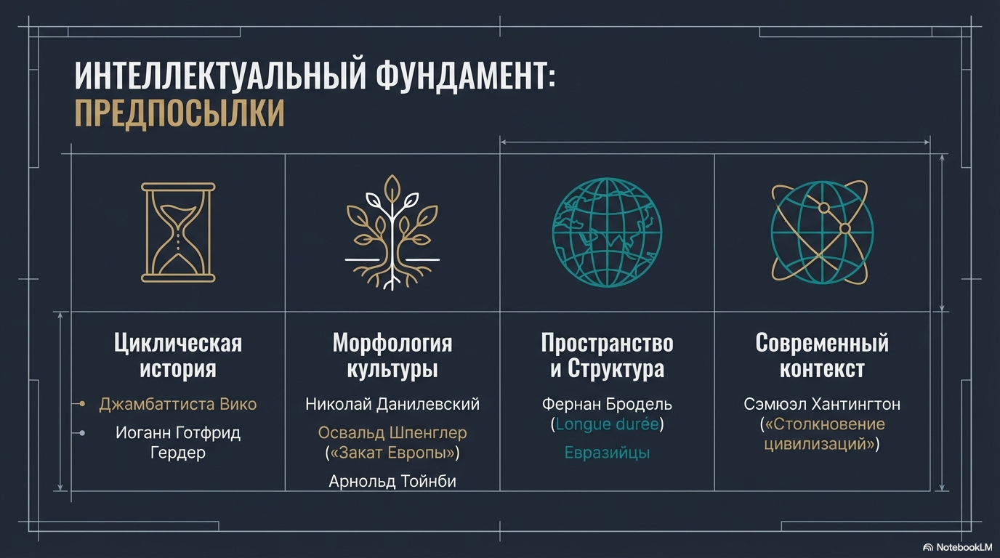 ИНТЕЛЛЕКТУАЛЬНЫЙ ФУНДАМЕНТ:
ПРЕДПОСЫЛКИ
Циклическая
история
Джамбаттиста Вико
Иоганн Готфрид
Гердер
Морфология
культуры
Николай Данилевский
Освальд Шпенглер
(«Закат Европы»)
Арнольд Тойнби
Пространство
и Структура
Фернан Бродель
(Longue durée)
Евразийцы
Современный
контекст
Сэмюэл Хантингтон
(«Столкновение
цивилизаций»)
NotebookLM